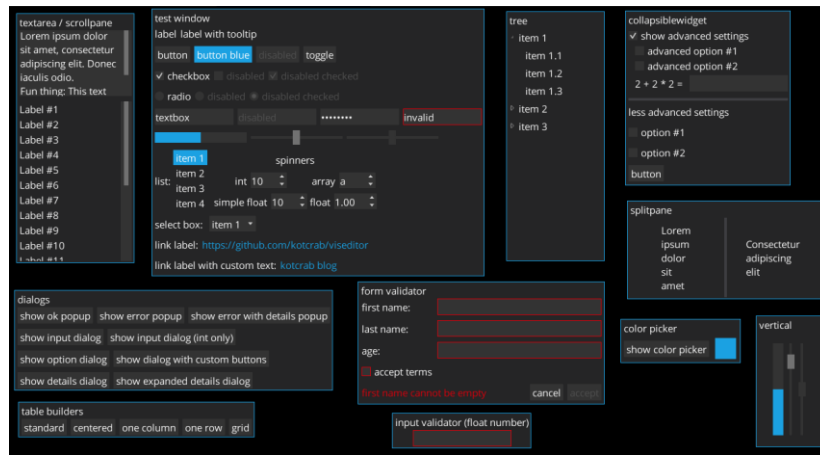 textarea / scrollpane
Lorem ipsum dolor
sit amet, consectetur
adipiscing elit. Donec
iaculis odio.
Fun thing: This text
Label #1
Label #2
Label #3
Label #4
Label #5
Label #6
Label #7
Label #8
Label #9
Label #10
Label #11
test window
label label with tooltip
button button blue disabled toggle
checkbox disabled disabled checked
radio disabled disabled checked
textbox disabled •••••••• invalid
item 1
item 2
item 3
item 4
list:
spinners
int 10 array a
simple float 10 float 1.00
select box: item 1
link label: https://github.com/kotcrab/viseditor
link label with custom text: kotcrab blog
tree
item 1
item 1.1
item 1.2
item 1.3
item 2
item 3
collapsiblewidget
show advanced settings
advanced option #1
advanced option #2
2 + 2 * 2 =
less advanced settings
option #1
option #2
button
splitpane
Lorem
ipsum
dolor
sit
amet
Consectetur
adipiscing
elit
dialogs
show ok popup show error popup show error with details popup
show input dialog show input dialog (int only)
show option dialog show dialog with custom buttons
show details dialog show expanded details dialog
form validator
first name:
last name:
age:
accept terms
first name cannot be empty cancel accept
color picker
show color picker
vertical
table builders
standard centered one column one row grid
input validator (float number)